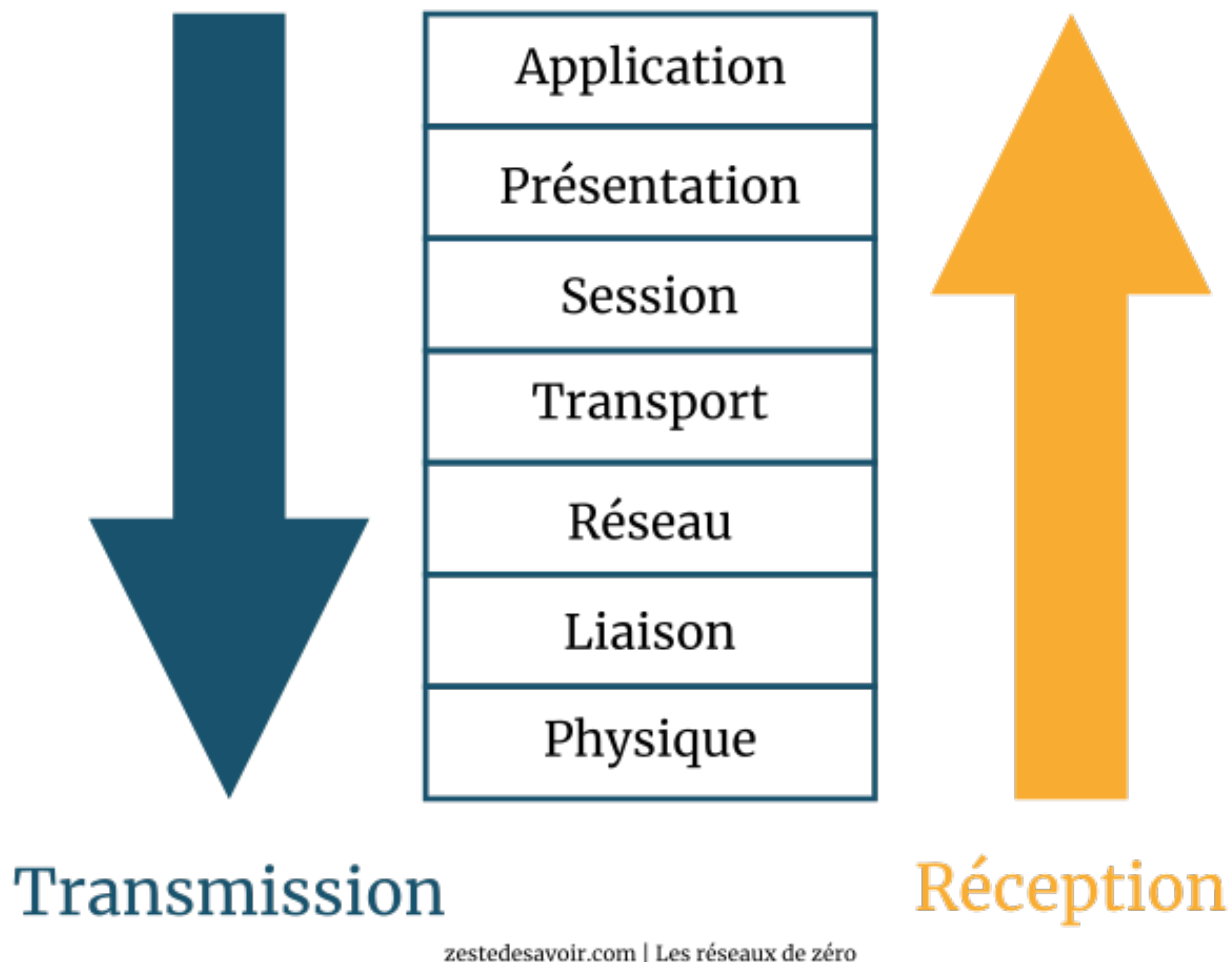 Application
Présentation
Session
Transport
Réseau
Liaison
Physique
Transmission
Réception
zestedesavoir.com | Les réseaux de zéro